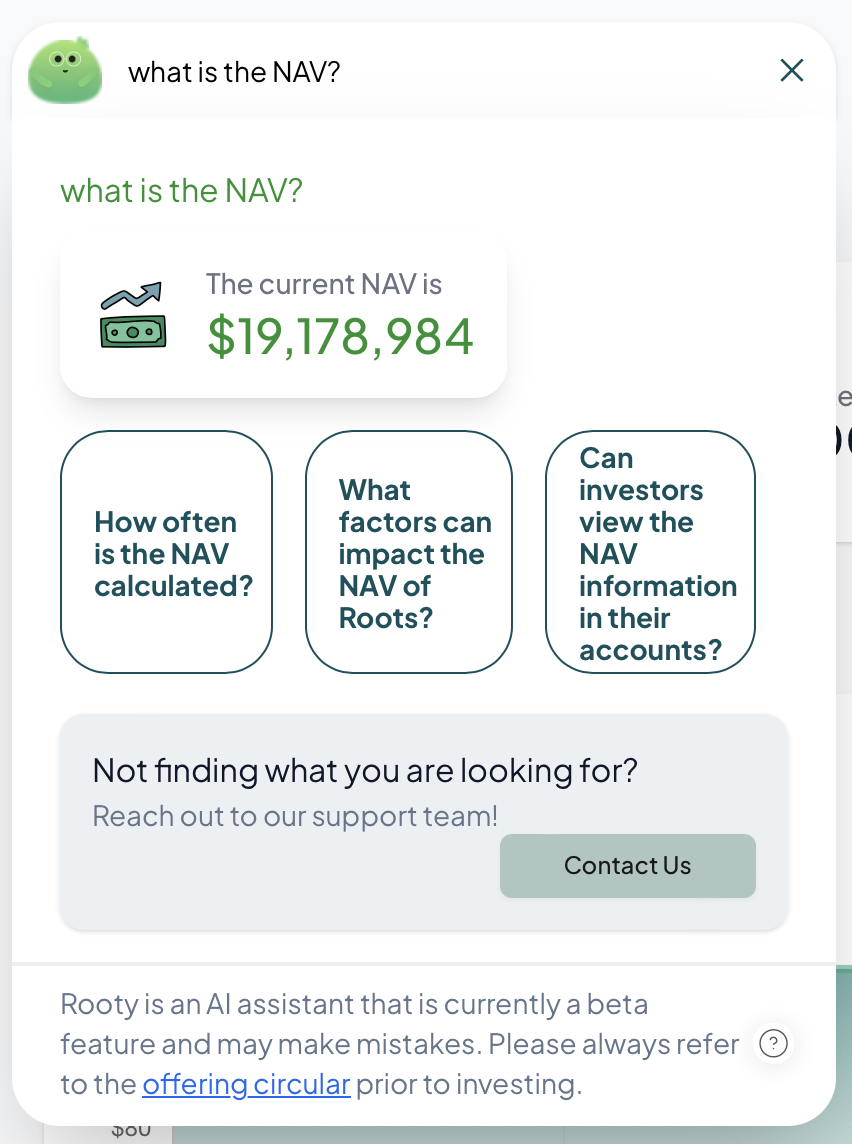 what is the NAV?
what is the NAV?
The current NAV is
$19,178,984
How often
is the NAV
calculated?
What
factors can
impact the
NAV of
Roots?
Can
investors
view the
NAV
information
in their
accounts?
Not finding what you are looking for?
Reach out to our support team!
Contact Us
Rooty is an AI assistant that is currently a beta
feature and may make mistakes. Please always refer
to the offering circular prior to investing.
?
$80